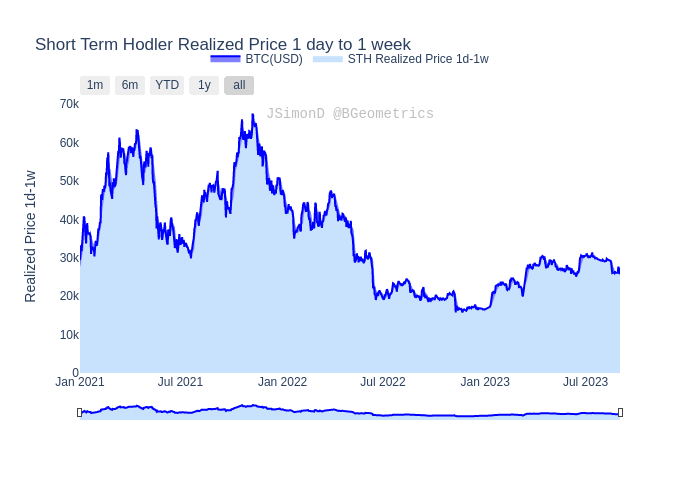 Short Term Hodler Realized Price 1 day to 1 week
BTC(USD) STH Realized Price 1d-1w
1m 6m YTD 1y all
JSimonD @BGeometrics
Realized Price 1d-1w
70k
60k
50k
40k
30k
20k
10k
0
Jan 2021 Jul 2021 Jan 2022 Jul 2022 Jan 2023 Jul 2023